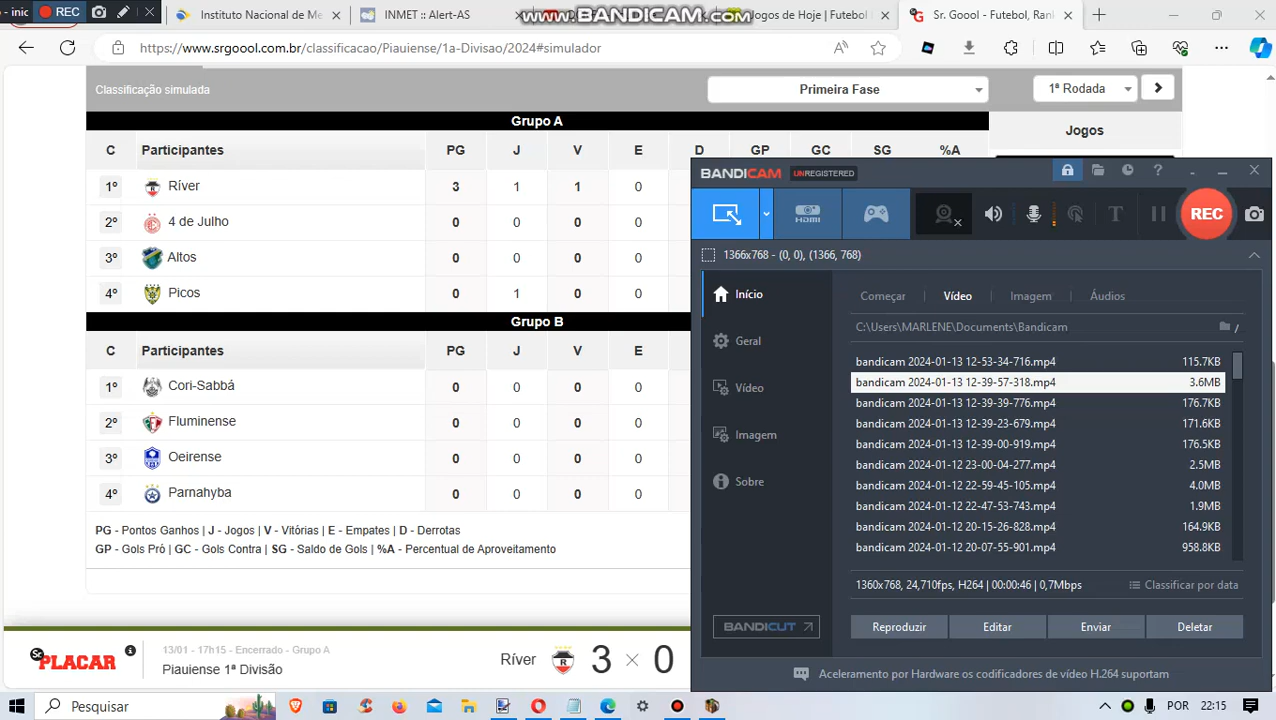 inic REC
Instituto Nacional de Me
INMET :: AlertAS
www.BANDICAM.com
Jogos de Hoje | Futebol
Sr. Goool - Futebol, Ran
https://www.srgoool.com.br/classificacao/Piauiense/1a-Divisao/2024#simulador
Classificação simulada
Primeira Fase
1ª Rodada
Grupo A
Jogos
C Participantes PG J V E D GP GC SG %A
1º Ríver 3 1 1 0
2º 4 de Julho 0 0 0 0
3º Altos 0 0 0 0
4º Picos 0 1 0 0
Grupo B
C Participantes PG J V E
1º Cori-Sabbá 0 0 0 0
2º Fluminense 0 0 0 0
3º Oeirense 0 0 0 0
4º Parnahyba 0 0 0 0
PG - Pontos Ganhos | J - Jogos | V - Vitórias | E - Empates | D - Derrotas
GP - Gols Pró | GC - Gols Contra | SG - Saldo de Gols | %A - Percentual de Aproveitamento
Sr. PLACAR
13/01 - 17h15 - Encerrado - Grupo A
Piauiense 1ª Divisão
Ríver 3 × 0
BANDICAM UNREGISTERED
HDMI
REC
1366x768 - (0, 0), (1366, 768)
Início
Geral
Vídeo
Imagem
Sobre
BANDICUT
Começar Vídeo Imagem Áudios
C:\Users\MARLENE\Documents\Bandicam
bandicam 2024-01-13 12-53-34-716.mp4 115.7KB
bandicam 2024-01-13 12-39-57-318.mp4 3.6MB
bandicam 2024-01-13 12-39-39-776.mp4 176.7KB
bandicam 2024-01-13 12-39-23-679.mp4 171.6KB
bandicam 2024-01-13 12-39-00-919.mp4 176.5KB
bandicam 2024-01-12 23-00-04-277.mp4 2.5MB
bandicam 2024-01-12 22-59-45-105.mp4 4.0MB
bandicam 2024-01-12 22-47-53-743.mp4 1.9MB
bandicam 2024-01-12 20-15-26-828.mp4 164.9KB
bandicam 2024-01-12 20-07-55-901.mp4 958.8KB
1360x768, 24,710fps, H264 | 00:00:46 | 0,7Mbps
Classificar por data
Reproduzir Editar Enviar Deletar
Aceleramento por Hardware os codificadores de vídeo H.264 suportam
Pesquisar
POR 22:15